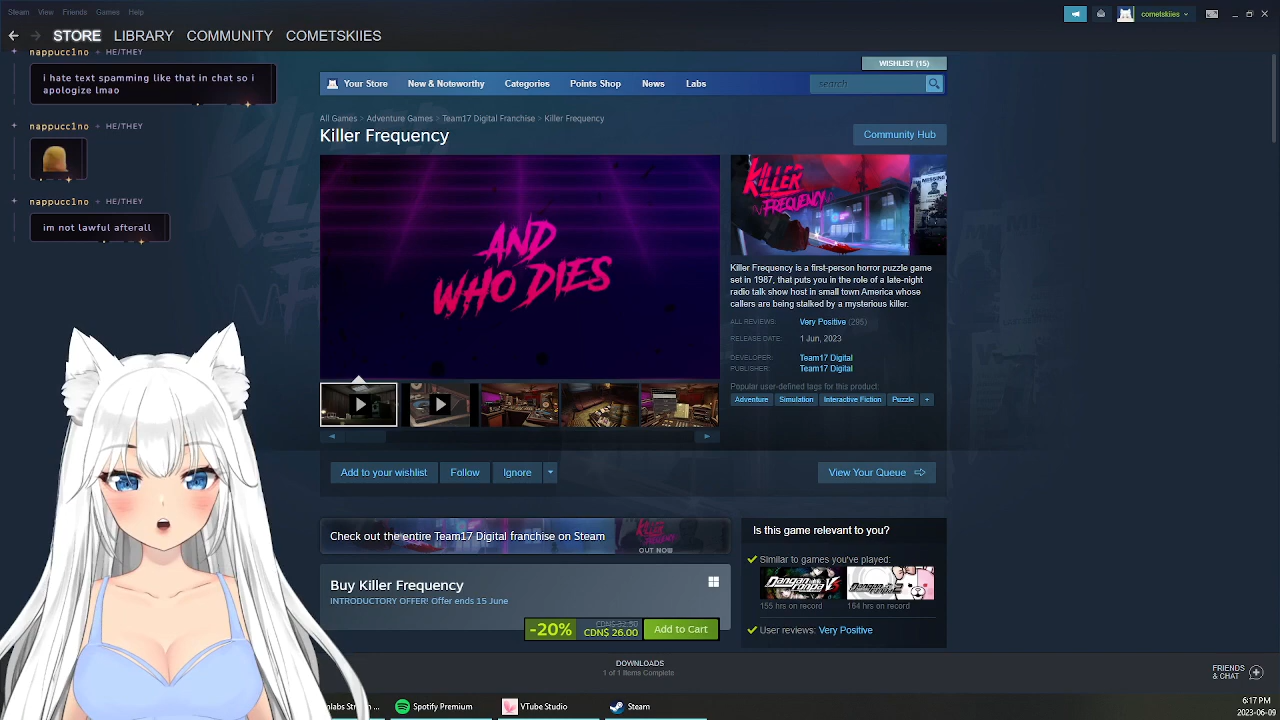 Steam View Friends Games Help
cometskiies
STORE LIBRARY COMMUNITY COMETSKIIES
nappucc1no + HE/THEY
i hate text spamming like that in chat so i
apologize lmao
nappucc1no + HE/THEY
nappucc1no + HE/THEY
im not lawful afterall
WISHLIST (15)
Your Store New & Noteworthy Categories Points Shop News Labs search
All Games > Adventure Games > Team17 Digital Franchise > Killer Frequency
Killer Frequency
Community Hub
AND
WHO DIES
KILLER
FREQUENCY
MISSING
Killer Frequency is a first-person horror puzzle game
set in 1987, that puts you in the role of a late-night
radio talk show host in small town America whose
callers are being stalked by a mysterious killer.
ALL REVIEWS: Very Positive (295)
RELEASE DATE: 1 Jun, 2023
DEVELOPER: Team17 Digital
PUBLISHER: Team17 Digital
Popular user-defined tags for this product:
Adventure Simulation Interactive Fiction Puzzle +
Add to your wishlist Follow Ignore
View Your Queue
Check out the entire Team17 Digital franchise on Steam
OUT NOW
Is this game relevant to you?
Similar to games you've played:
155 hrs on record 164 hrs on record
User reviews: Very Positive
Buy Killer Frequency
INTRODUCTORY OFFER! Offer ends 15 June
-20% CDN$ 32.50 CDN$ 26.00 Add to Cart
DOWNLOADS
1 of 1 Items Complete
FRIENDS
& CHAT
Spotify Premium VTube Studio Steam
6:17 PM
2023-06-09